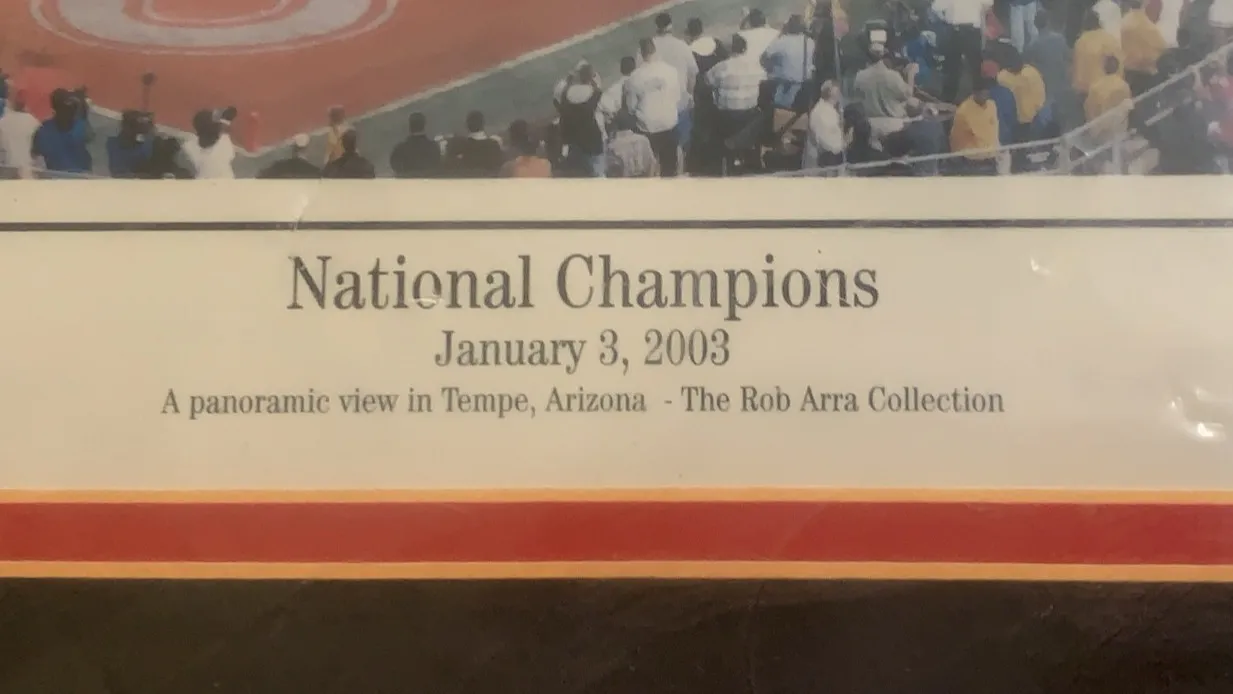 National Champions
January 3, 2003
A panoramic view in Tempe, Arizona - The Rob Arra Collection